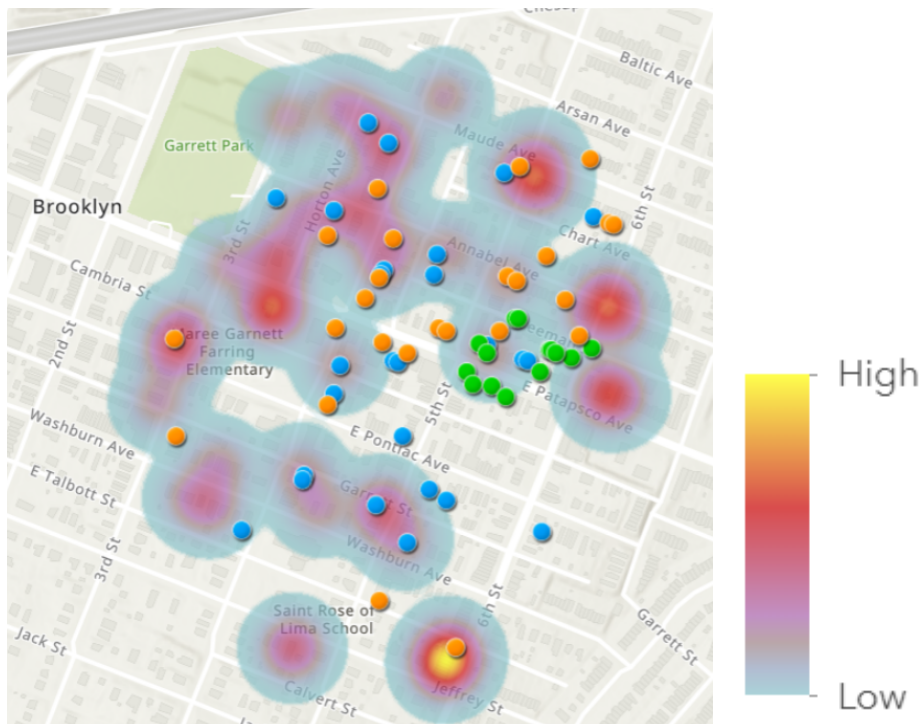 Baltic Ave
Arsan Ave
Maude Ave
Garrett Park
Horton Ave
6th St
Brooklyn
3rd St
Annabel Ave
Chart Ave
Cambria St
2nd St
Garnett
Farring
Elementary
5th St
E Patapsco Ave
High
Washburn Ave
E Pontiac Ave
E Talbott St
Garrett St
3rd St
Washburn Ave
6th St
Saint Rose of
Lima School
Garrett St
Jack St
Calvert St
Jeffrey St
Low